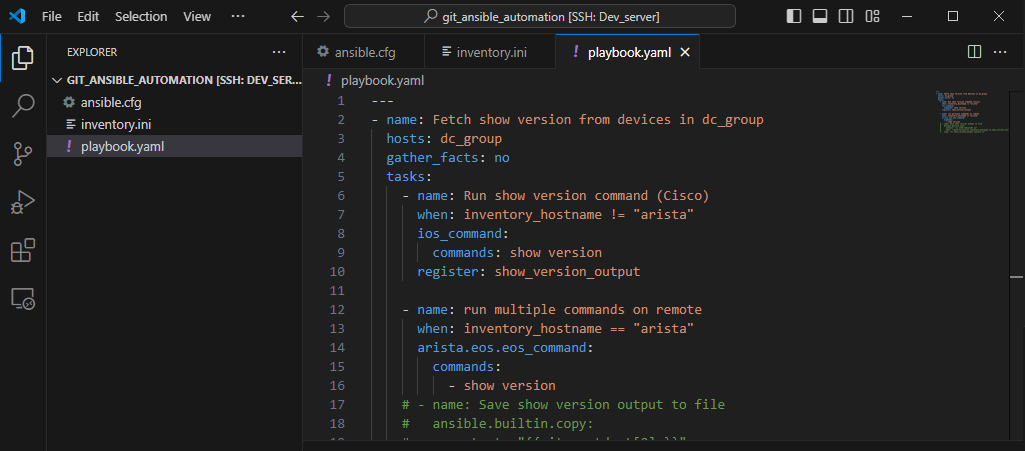 File Edit Selection View ··· git_ansible_automation [SSH: Dev_server]
EXPLORER ···
GIT_ANSIBLE_AUTOMATION [SSH: DEV_SER...
ansible.cfg
inventory.ini
! playbook.yaml
ansible.cfg inventory.ini ! playbook.yaml ···
! playbook.yaml
1 ---
2 - name: Fetch show version from devices in dc_group
3 hosts: dc_group
4 gather_facts: no
5 tasks:
6 - name: Run show version command (Cisco)
7 when: inventory_hostname != "arista"
8 ios_command:
9 commands: show version
10 register: show_version_output
11
12 - name: run multiple commands on remote
13 when: inventory_hostname == "arista"
14 arista.eos.eos_command:
15 commands:
16 - show version
17 # - name: Save show version output to file
18 # ansible.builtin.copy: